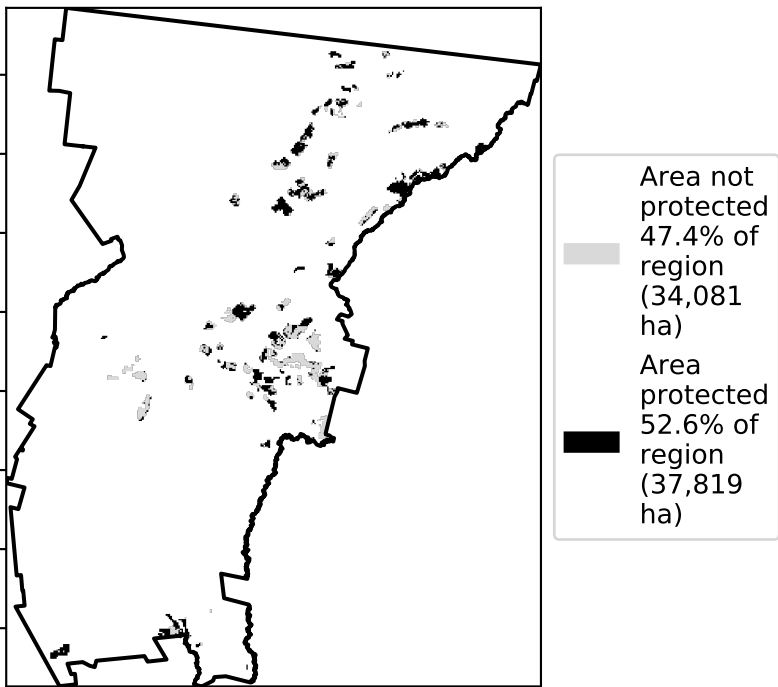 Area not
protected
47.4% of
region
(34,081
ha)
Area
protected
52.6% of
region
(37,819
ha)